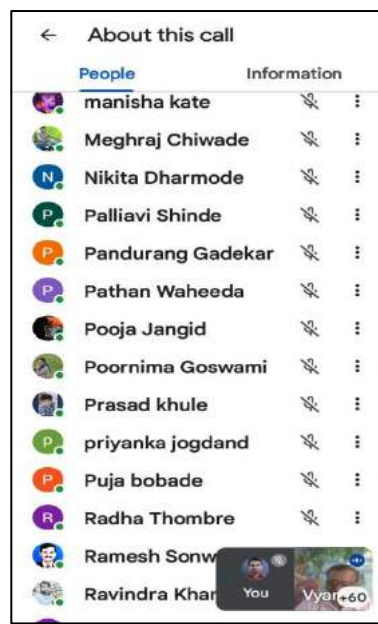 ← About this call
People Information
manisha kate
Meghraj Chiwade
N Nikita Dharmode
P Palliavi Shinde
P Pandurang Gadekar
P Pathan Waheeda
Pooja Jangid
Poornima Goswami
Prasad khule
P priyanka jogdand
P Puja bobade
R Radha Thombre
Ramesh Sonw
Ravindra Khar
You Vyan +60